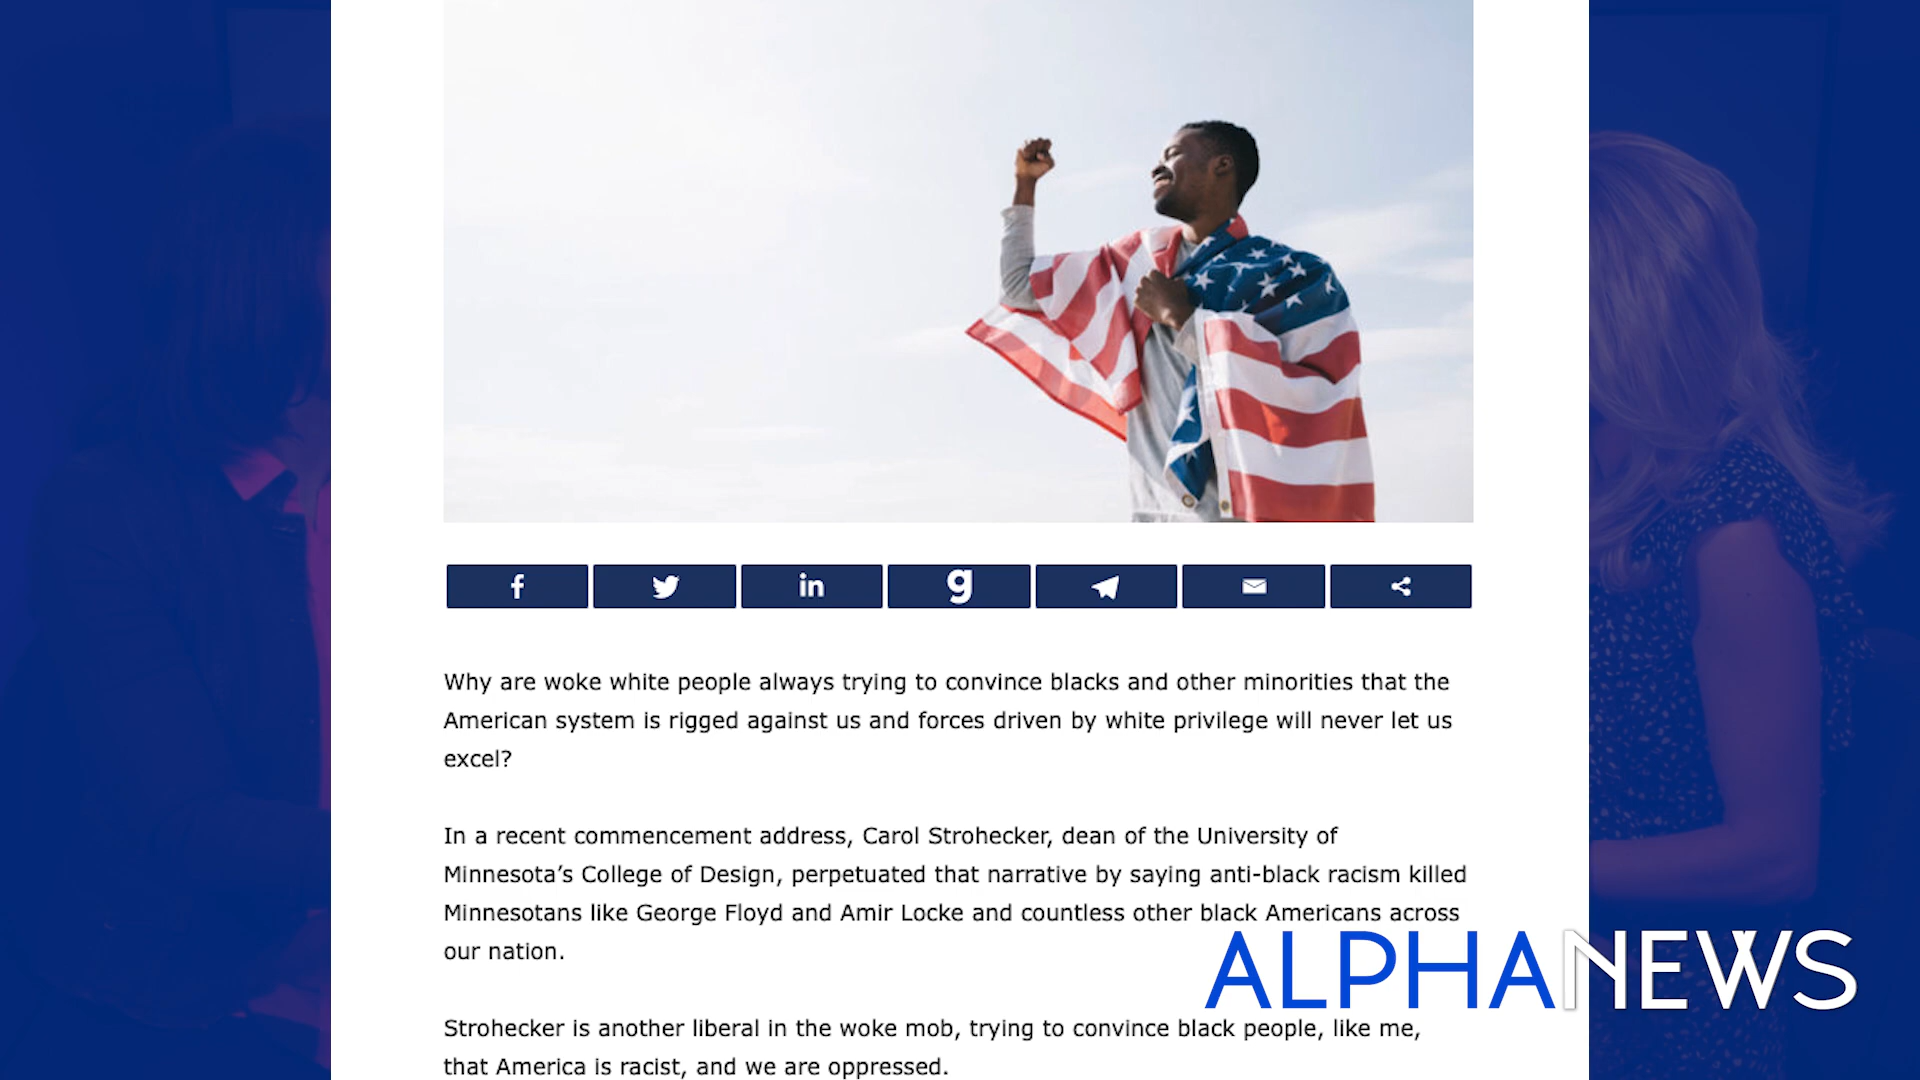 f
in
g
Why are woke white people always trying to convince blacks and other minorities that the
American system is rigged against us and forces driven by white privilege will never let us
excel?
In a recent commencement address, Carol Strohecker, dean of the University of
Minnesota’s College of Design, perpetuated that narrative by saying anti-black racism killed
Minnesotans like George Floyd and Amir Locke and countless other black Americans across
our nation.
Strohecker is another liberal in the woke mob, trying to convince black people, like me,
that America is racist, and we are oppressed.
ALPHANEWS